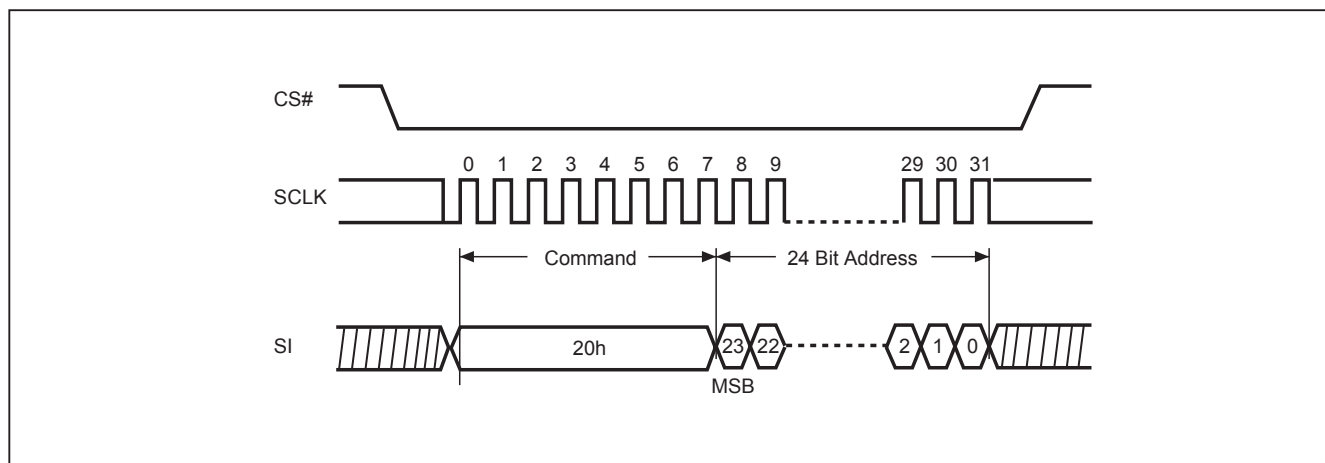 CS#
0 1 2 3 4 5 6 7 8 9 29 30 31
SCLK
Command 24 Bit Address
SI 20h 23 22 2 1 0
MSB